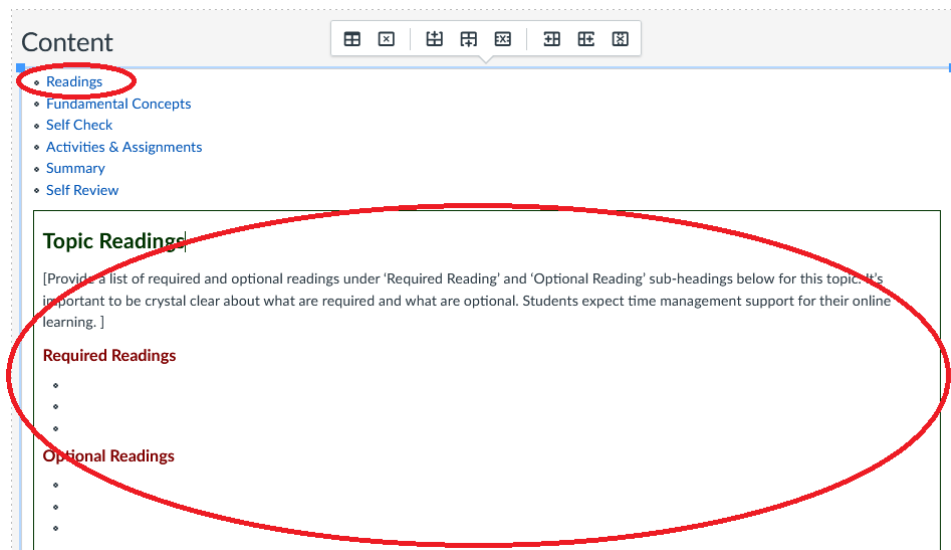 Content
Readings
Fundamental Concepts
Self Check
Activities & Assignments
Summary
Self Review
Topic Readings
[Provide a list of required and optional readings under ‘Required Reading’ and ‘Optional Reading’ sub-headings below for this topic. It’s
important to be crystal clear about what are required and what are optional. Students expect time management support for their online
learning. ]
Required Readings
Optional Readings